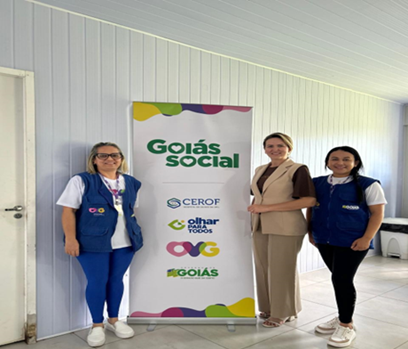 GOIÁS
SOCIAL
CEROF
olhar
PARA
TODOS
OVG
GOIÁS